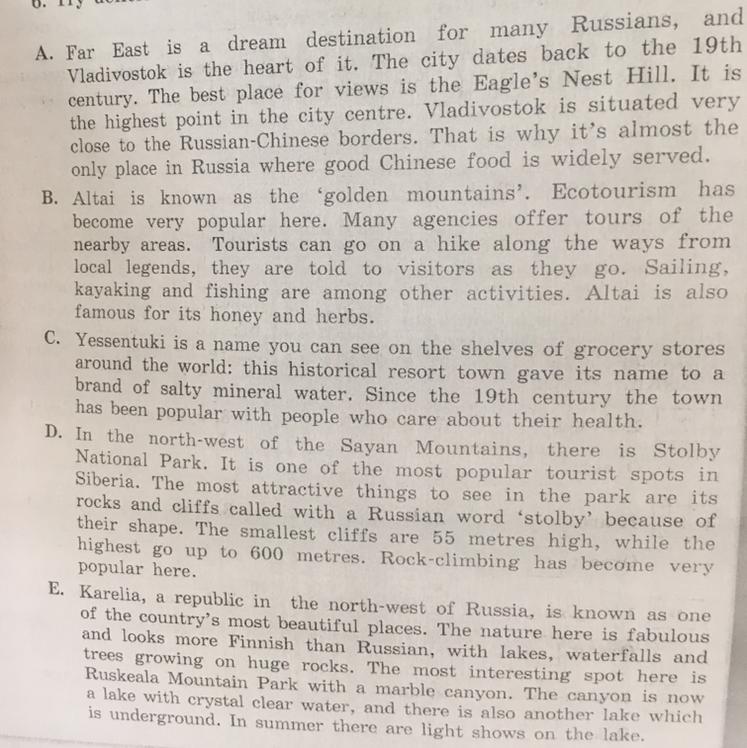 6. Try
A. Far East is a dream destination for many Russians, and
Vladivostok is the heart of it. The city dates back to the 19th
century. The best place for views is the Eagle's Nest Hill. It is
the highest point in the city centre. Vladivostok is situated very
close to the Russian-Chinese borders. That is why it's almost the
only place in Russia where good Chinese food is widely served.
B. Altai is known as the 'golden mountains'. Ecotourism has
become very popular here. Many agencies offer tours of the
nearby areas. Tourists can go on a hike along the ways from
local legends, they are told to visitors as they go. Sailing,
kayaking and fishing are among other activities. Altai is also
famous for its honey and herbs.
C. Yessentuki is a name you can see on the shelves of grocery stores
around the world: this historical resort town gave its name to a
brand of salty mineral water. Since the 19th century the town
has been popular with people who care about their health.
D. In the north-west of the Sayan Mountains, there is Stolby
National Park. It is one of the most popular tourist spots in
Siberia. The most attractive things to see in the park are its
rocks and cliffs called with a Russian word 'stolby' because of
their shape. The smallest cliffs are 55 metres high, while the
highest go up to 600 metres. Rock-climbing has become very
popular here.
E. Karelia, a republic in the north-west of Russia, is known as one
of the country's most beautiful places. The nature here is fabulous
and looks more Finnish than Russian, with lakes, waterfalls and
trees growing on huge rocks. The most interesting spot here is
Ruskeala Mountain Park with a marble canyon. The canyon is now
a lake with crystal clear water, and there is also another lake which
is underground. In summer there are light shows on the lake.